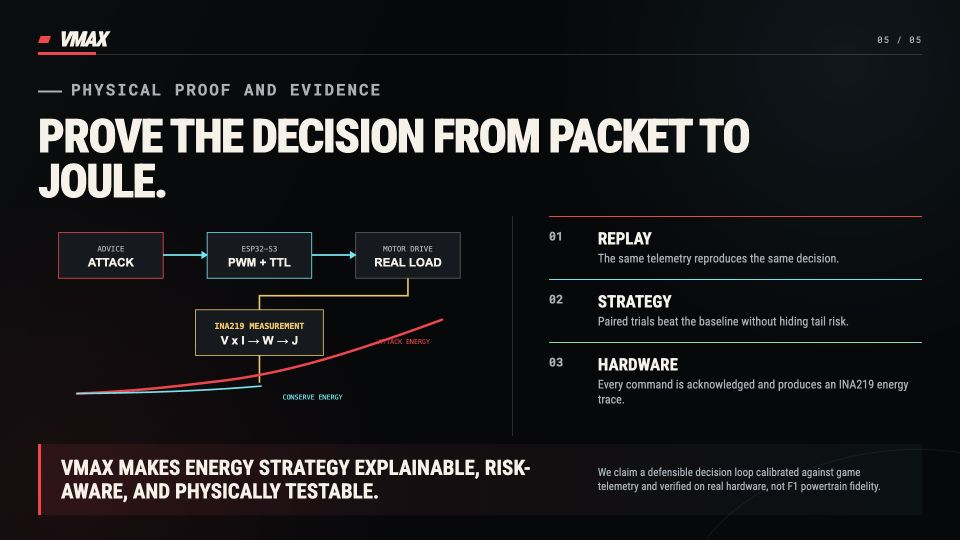 VMAX
05 / 05
PHYSICAL PROOF AND EVIDENCE
PROVE THE DECISION FROM PACKET TO
JOULE.
ADVICE
ATTACK
ESP32-S3
PWM + TTL
MOTOR DRIVE
REAL LOAD
INA219 MEASUREMENT
V x I → W → J
ATTACK ENERGY
CONSERVE ENERGY
01
REPLAY
The same telemetry reproduces the same decision.
02
STRATEGY
Paired trials beat the baseline without hiding tail risk.
03
HARDWARE
Every command is acknowledged and produces an INA219 energy
trace.
VMAX MAKES ENERGY STRATEGY EXPLAINABLE, RISK-
AWARE, AND PHYSICALLY TESTABLE.
We claim a defensible decision loop calibrated against game
telemetry and verified on real hardware, not F1 powertrain fidelity.